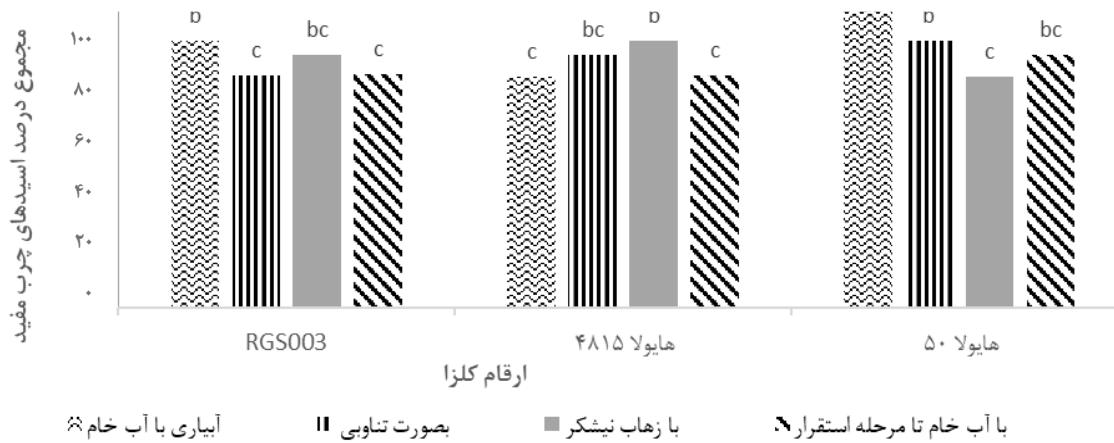 مجموع درصد اسیدهای چرب مفید
۱۰۰
۸۰
۶۰
۴۰
۲۰
۰
b c bc c
c bc b c
b c bc
RGS003
هایولا ۴۸۱۵
هایولا ۵۰
ارقام کلزا
آبیاری با آب خام
بصورت تناوبی
با زهاب نیشکر
با آب خام تا مرحله استقرار